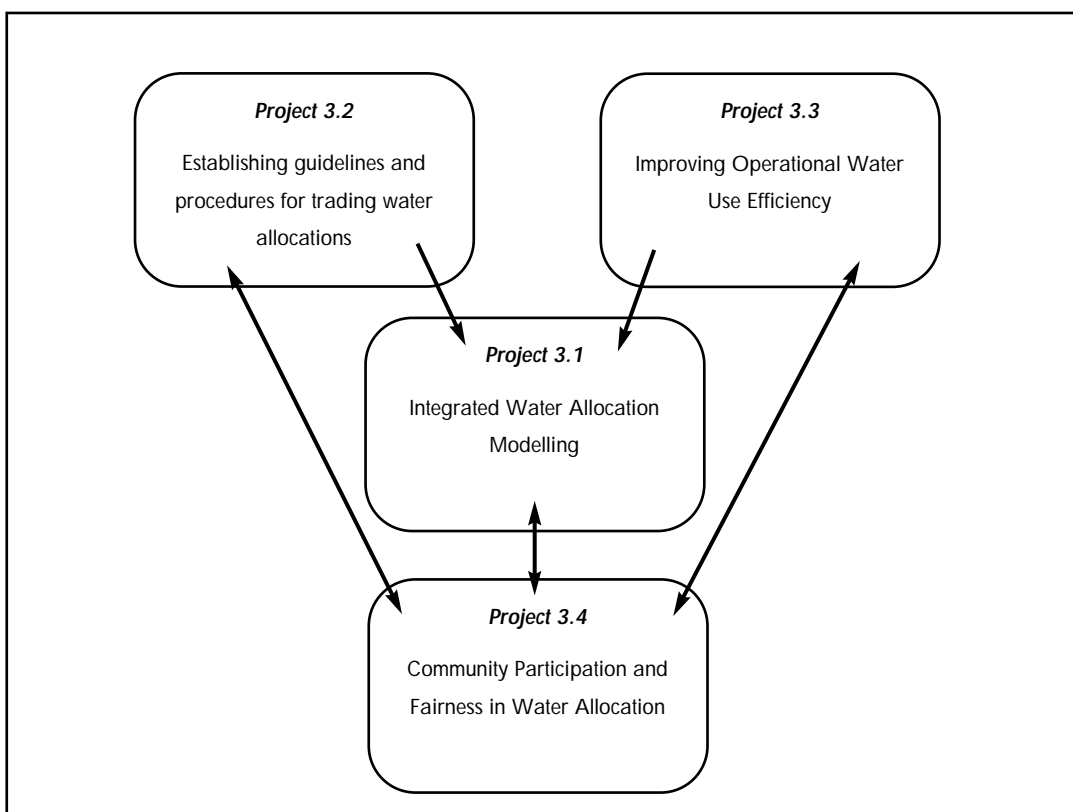 Project 3.2
Establishing guidelines and
procedures for trading water
allocations
Project 3.3
Improving Operational Water
Use Efficiency
Project 3.1
Integrated Water Allocation
Modelling
Project 3.4
Community Participation and
Fairness in Water Allocation